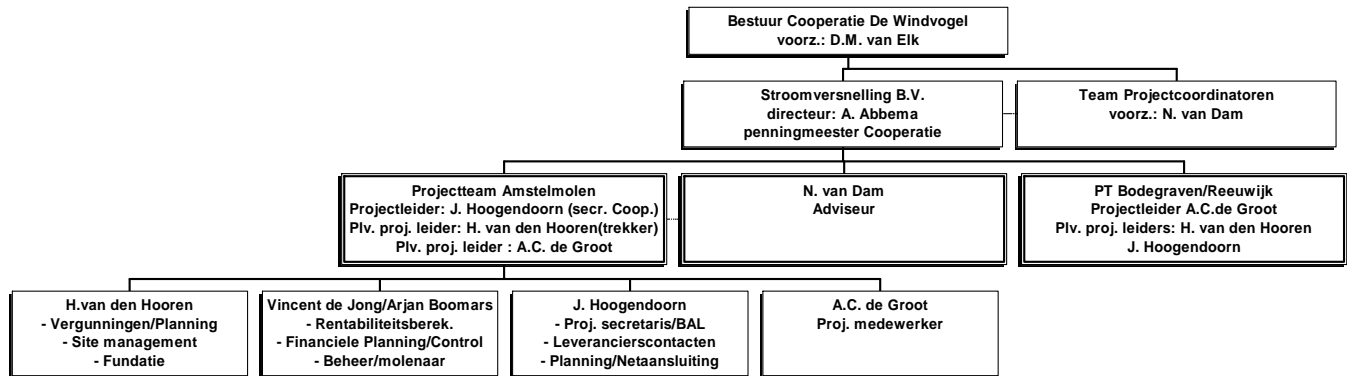 Bestuur Cooperatie De Windvogel
voorz.: D.M. van Elk
Stroomversnelling B.V.
directeur: A. Abbema
penningmeester Cooperatie
Team Projectcoordinatoren
voorz.: N. van Dam
Projectteam Amstelmolen
Projectleider: J. Hoogendoorn (secr. Coop.)
Plv. proj. leider: H. van den Hooren(trekker)
Plv. proj. leider : A.C. de Groot
N. van Dam
Adviseur
PT Bodegraven/Reeuwijk
Projectleider A.C.de Groot
Plv. proj. leiders: H. van den Hooren
J. Hoogendoorn
H.van den Hooren
- Vergunningen/Planning
- Site management
- Fundatie
Vincent de Jong/Arjan Boomars
- Rentabiliteitsberek.
- Financiele Planning/Control
- Beheer/molenaar
J. Hoogendoorn
- Proj. secretaris/BAL
- Leverancierscontacten
- Planning/Netaansluiting
A.C. de Groot
Proj. medewerker